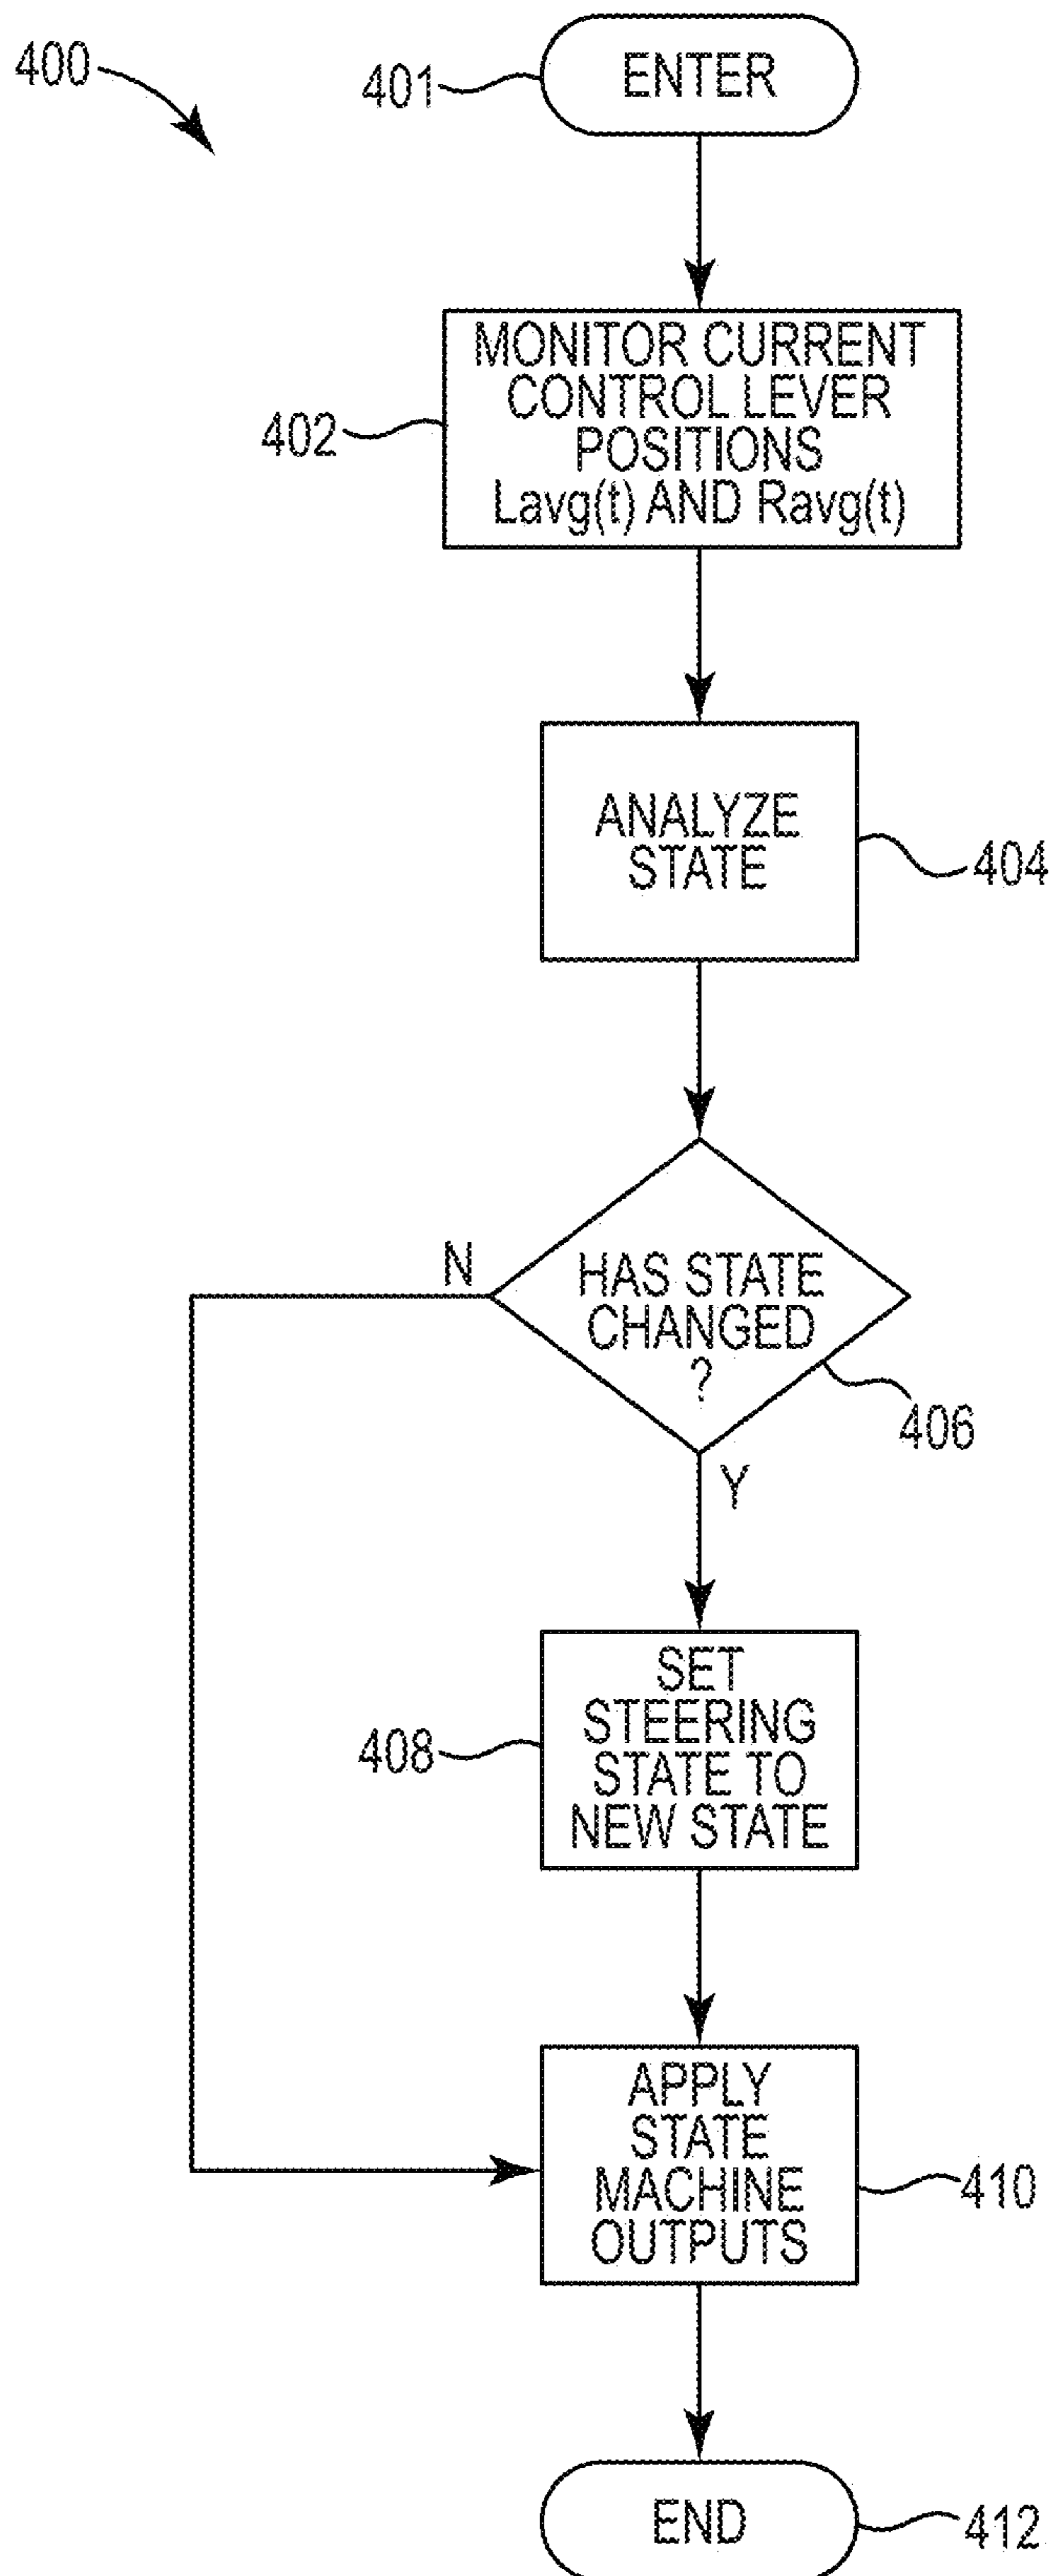 400
401
ENTER
402
MONITOR CURRENT
CONTROL LEVER
POSITIONS
Lavg(t) AND Ravg(t)
ANALYZE
STATE
404
N
HAS STATE
CHANGED
?
406
Y
408
SET
STEERING
STATE TO
NEW STATE
APPLY
STATE
MACHINE
OUTPUTS
410
END
412